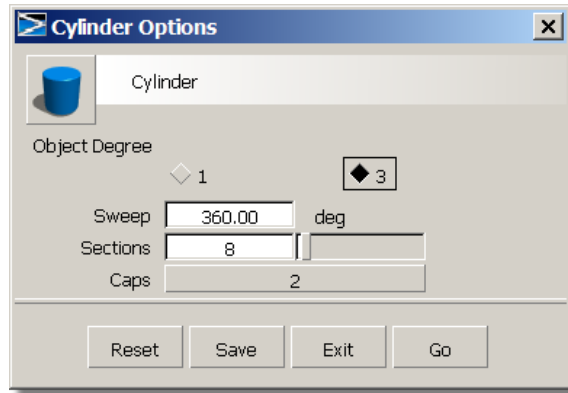 Cylinder Options
Cylinder
Object Degree
1 3
Sweep 360.00 deg
Sections 8
Caps 2
Reset Save Exit Go